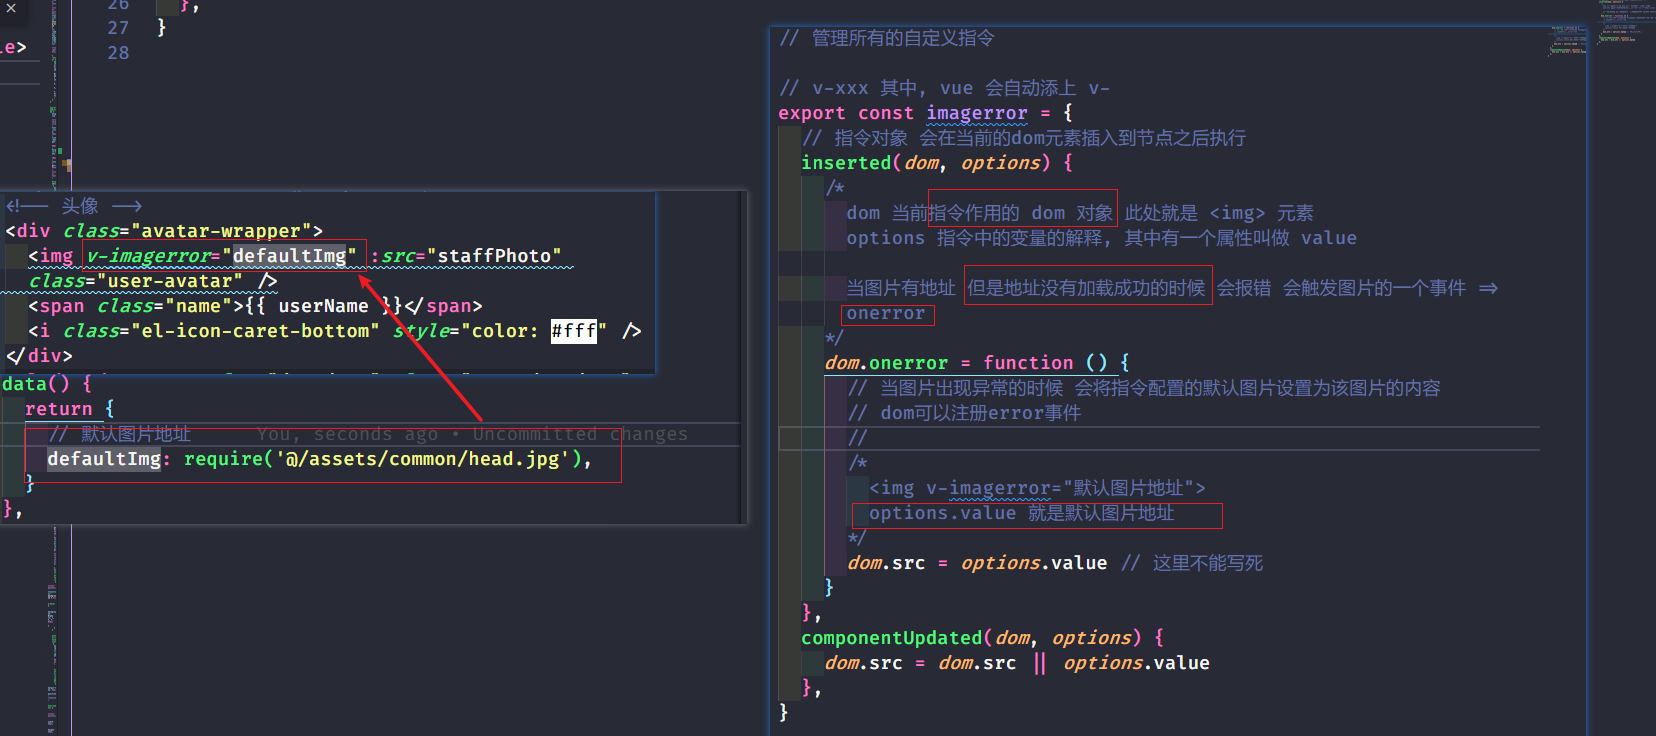 26
},
27
}
28
le>
<!-- 头像 -->
<div class="avatar-wrapper">
<img v-imagerror="defaultImg" :src="staffPhoto"
class="user-avatar" />
<span class="name">{{ userName }}</span>
<i class="el-icon-caret-bottom" style="color: #fff" />
</div>
data() {
return {
// 默认图片地址 You, seconds ago • Uncommitted changes
defaultImg: require('@/assets/common/head.jpg'),
}
},
// 管理所有的自定义指令
// v-xxx 其中, vue 会自动添上 v-
export const imagerror = {
// 指令对象 会在当前的dom元素插入到节点之后执行
inserted(dom, options) {
/*
dom 当前指令作用的 dom 对象 此处就是 <img> 元素
options 指令中的变量的解释, 其中有一个属性叫做 value
当图片有地址 但是地址没有加载成功的时候 会报错 会触发图片的一个事件 =>
onerror
*/
dom.onerror = function () {
// 当图片出现异常的时候 会将指令配置的默认图片设置为该图片的内容
// dom可以注册error事件
//
/*
<img v-imagerror="默认图片地址">
options.value 就是默认图片地址
*/
dom.src = options.value // 这里不能写死
}
},
componentUpdated(dom, options) {
dom.src = dom.src || options.value
},
}